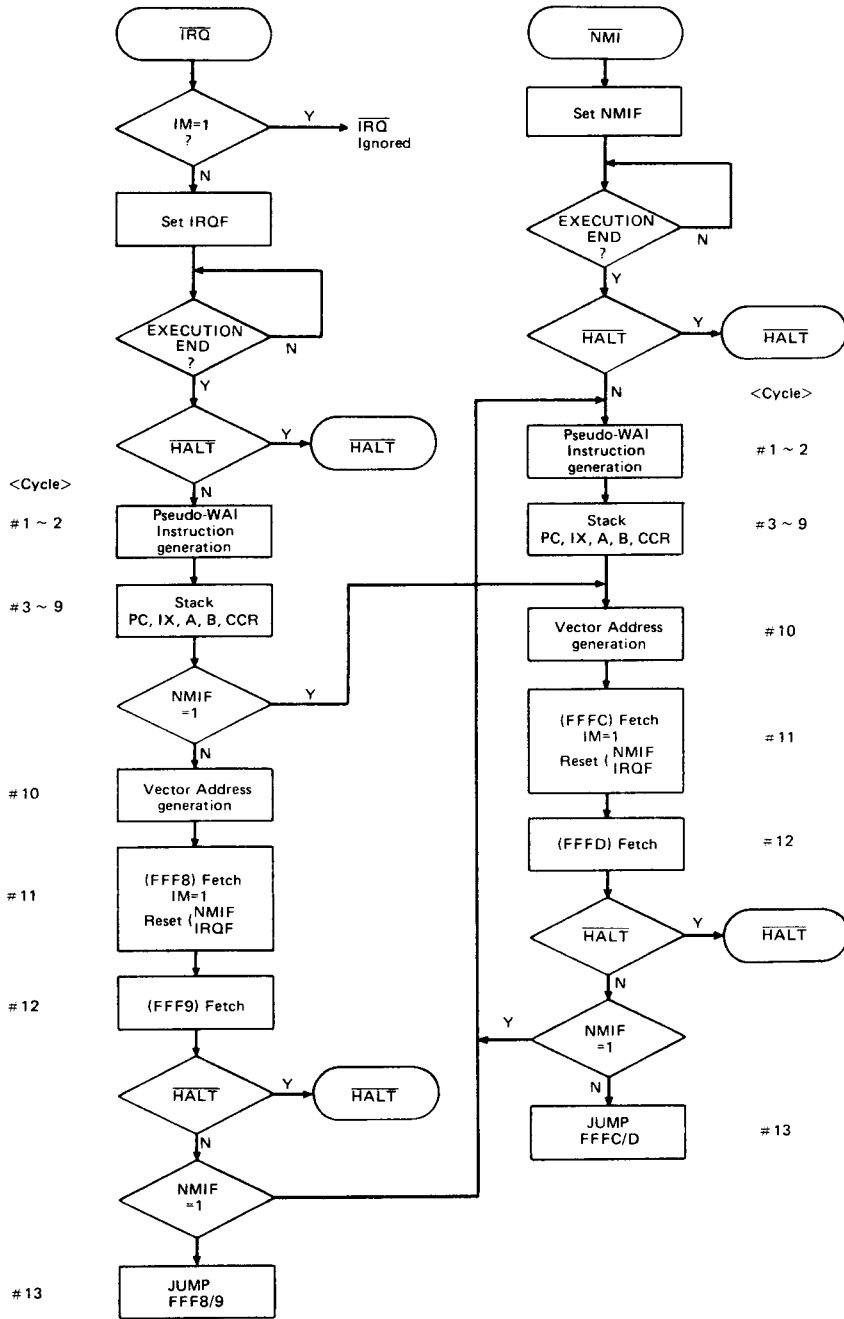 IRQ
IM=1
?
Y
IRQ
Ignored
N
Set IRQF
EXECUTION
END
?
N
Y
HALT
Y
HALT
N
<Cycle>
#1 ~ 2
Pseudo-WAI
Instruction
generation
#3 ~ 9
Stack
PC, IX, A, B, CCR
NMIF
=1
Y
N
#10
Vector Address
generation
#11
(FFF8) Fetch
IM=1
Reset (NMIF
IRQF
#12
(FFF9) Fetch
HALT
Y
HALT
N
NMIF
=1
#13
JUMP
FFF8/9
NMI
Set NMIF
EXECUTION
END
?
N
Y
HALT
Y
HALT
N
<Cycle>
Pseudo-WAI
Instruction
generation
#1 ~ 2
Stack
PC, IX, A, B, CCR
#3 ~ 9
Vector Address
generation
#10
(FFFC) Fetch
IM=1
Reset (NMIF
IRQF
#11
(FFFD) Fetch
#12
HALT
Y
HALT
N
Y
NMIF
=1
N
JUMP
FFFC/D
#13